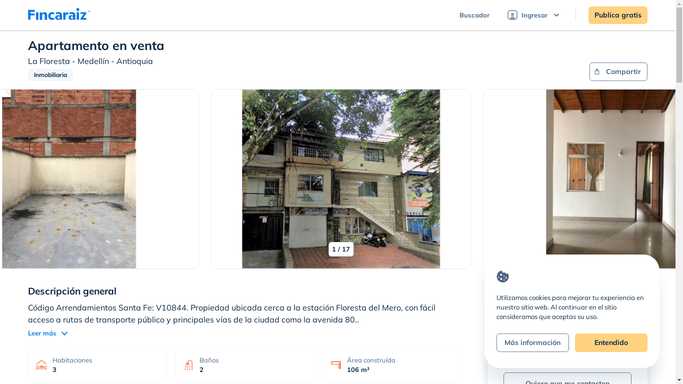 Fincaraiz
Buscador
Ingresar
Publica gratis
Apartamento en venta
La Floresta - Medellín - Antioquia
Inmobiliaria
Compartir
1 / 17
Descripción general
Código Arrendamientos Santa Fe: V10844. Propiedad ubicada cerca a la estación Floresta del Mero, con fácil
acceso a rutas de transporte público y principales vías de la ciudad como la avenida 80..
Leer más
Habitaciones
3
Baños
2
Área construída
106 m²
Utilizamos cookies para mejorar tu experiencia en
nuestro sitio web. Al continuar en el sitio
consideramos que aceptas su uso.
Más información
Entendido
Quiero que me contacten